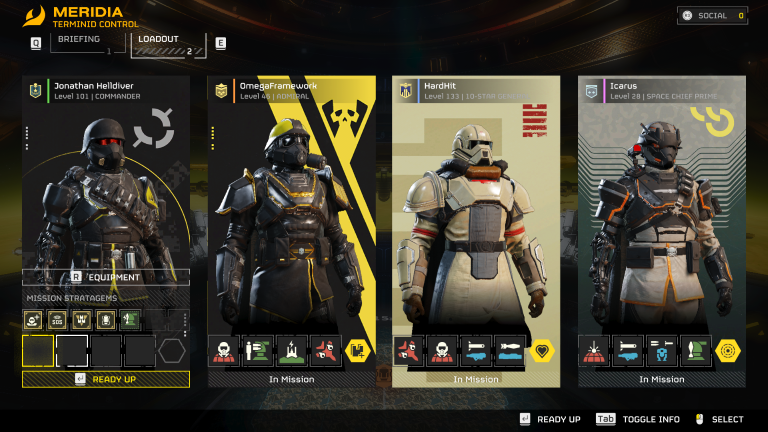 MERIDIA
TERMINID CONTROL
SOCIAL 0
Q
BRIEFING
1
LOADOUT
2
E
Jonathan Helldiver
Level 101 | COMMANDER
OmegaFramework
Level 46 | ADMIRAL
HardHit
Level 133 | 10-STAR
Icarus
Level 28 | SPACE CHIEF PRIME
R EQUIPMENT
MISSION STRATAGEMS
SOS
READY UP
In Mission
In Mission
In Mission
READY UP
Tab TOGGLE INFO
SELECT